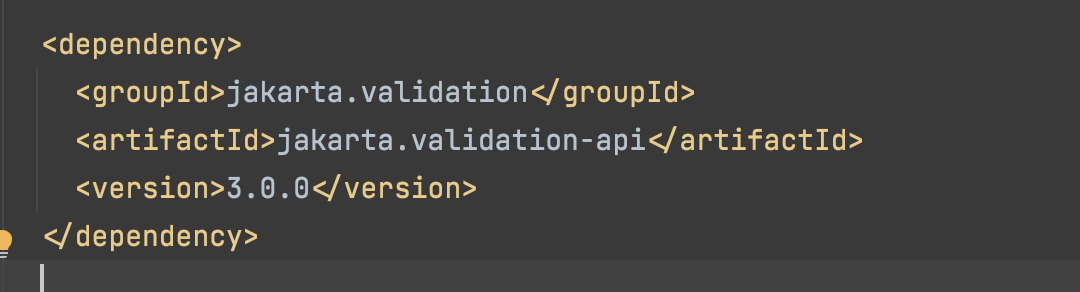 <dependency>
<groupId>jakarta.validation</groupId>
<artifactId>jakarta.validation-api</artifactId>
<version>3.0.0</version>
</dependency>